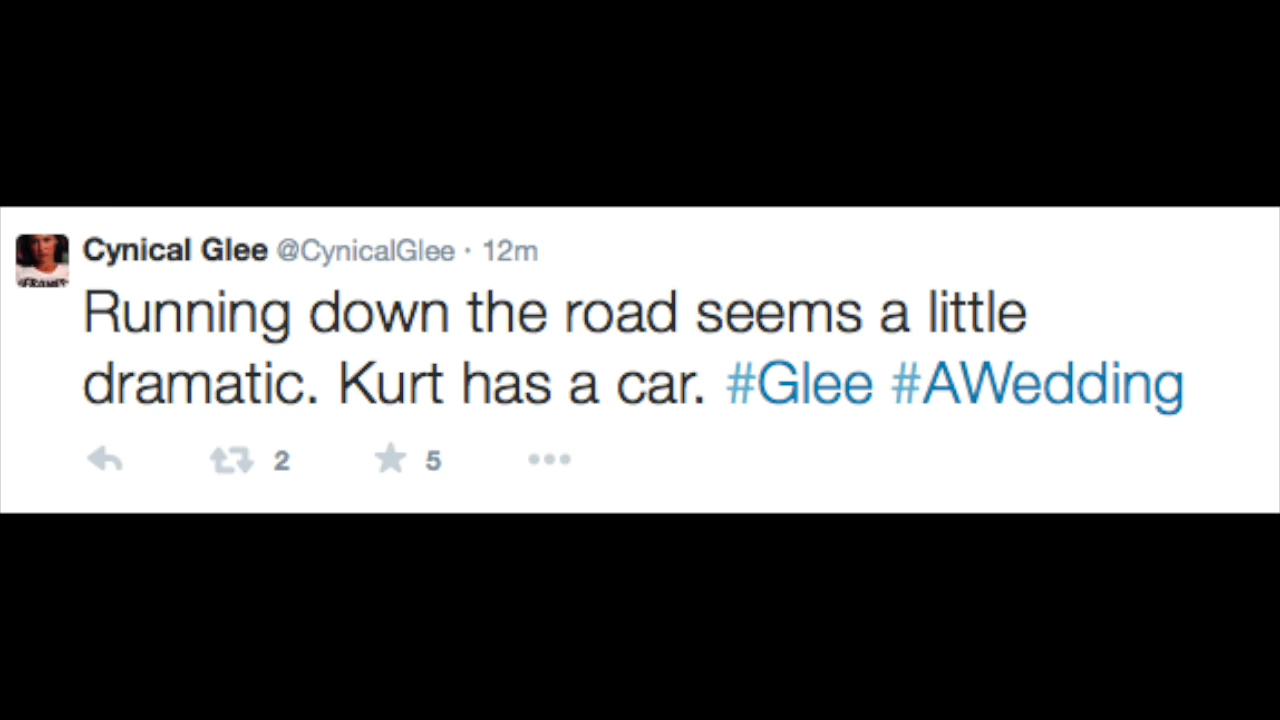 Cynical Glee @CynicalGlee · 12m
Running down the road seems a little
dramatic. Kurt has a car. #Glee #AWedding
2 5